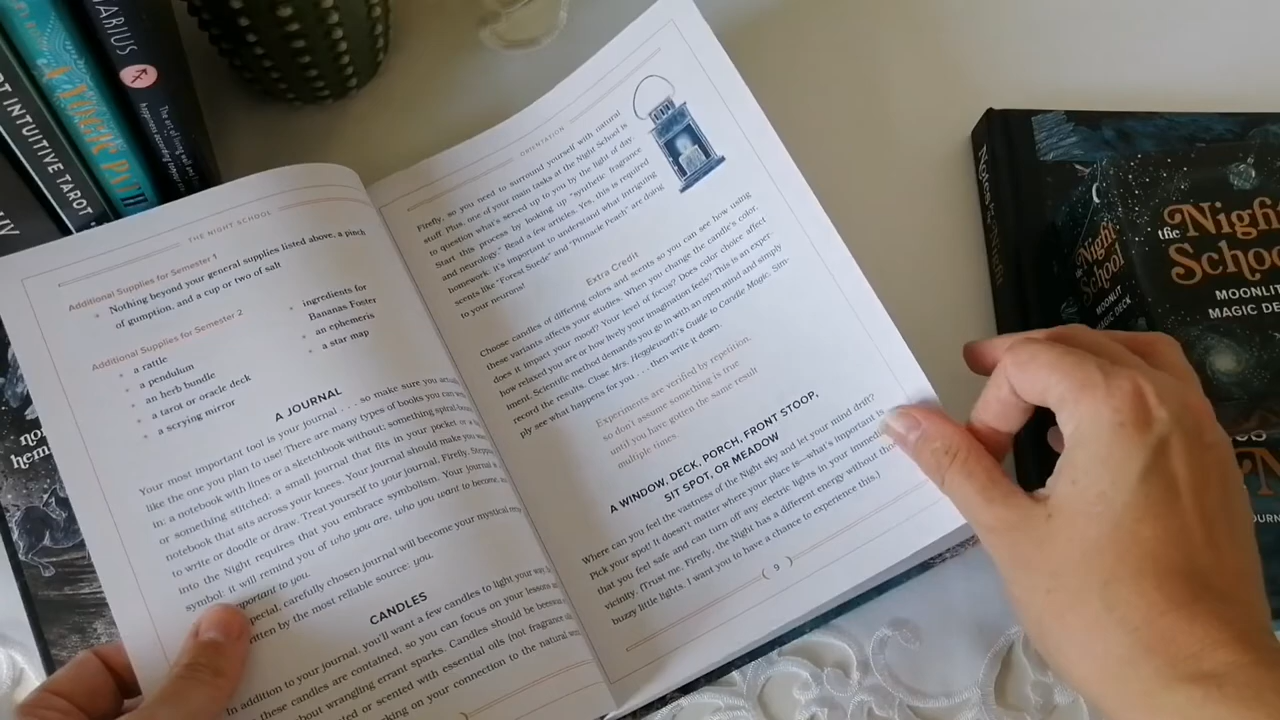 THE NIGHT SCHOOL
Additional Supplies for Semester 1
Nothing beyond your general supplies listed above, a pinch
of gumption, and a cup or two of salt
Additional Supplies for Semester 2
a rattle
a pendulum
an herb bundle
a tarot or oracle deck
a scrying mirror
ingredients for
Bananas Foster
an ephemeris
a star map
A JOURNAL
Your most important tool is your journal . . . so make sure you
like the one you plan to use! There are many types of books you can
in: a notebook with lines or a sketchbook without; something spiral
or something stitched; a small journal that fits in your pocket or a
notebook that sits across your knees. Your journal should make you
to write or doodle or draw. Treat yourself to your journal, Firefly.
into the Night requires that you embrace symbolism. Your journal is
symbol: it will remind you of who you are, who you want to become,
important to you.
carefully chosen journal will become your mystical
written by the most reliable source: you.
CANDLES
In addition to your journal, you'll want a few candles to light your way.
these candles are contained, so you can focus on your lessons
about wrangling errant sparks. Candles should be
or scented with essential oils (not fragrance
on your connection to the natural
ORIENTATION
Firefly, so you need to surround yourself with natural
stuff. Plus, one of your main tasks at the Night School is
to question what's served up to you by the light of day.
Start this process by looking up "synthetic fragrance
and neurology." Read a few articles. Yes, this is required
homework. It's important to understand what intriguing
scents like "Forest Suede" and "Pinnacle Peach" are doing
to your neurons!
Extra Credit
Choose candles of different colors and scents so you can see how using
these variants affects your studies. When you change the candle's color,
does it impact your mood? Your level of focus? Does color choice affect
how relaxed you are or how lively your imagination feels? This is an exper-
iment. Scientific method demands you go in with an open mind and simply
record the results. Close Mrs. Heggleworth's Guide to Candle Magic. Sim-
ply see what happens for you . . . then write it down.
Experiments are verified by repetition,
so don't assume something is true
until you have gotten the same result
multiple times.
A WINDOW, DECK, PORCH, FRONT STOOP,
SIT SPOT, OR MEADOW
Where can you feel the vastness of the Night sky and let your mind drift?
Pick your spot! It doesn't matter where your place is—what's important is
that you feel safe and can turn off any electric lights in your immediate
vicinity. (Trust me, Firefly, the Night has a different energy without
buzzy little lights. I want you to have a chance to experience this.)
9
INTUITIVE TAROT
MAGIC
The art of living well and
the
Night
School
MOONLIT
MAGIC DECK
the
Night
School
MOONLIT
MAGIC